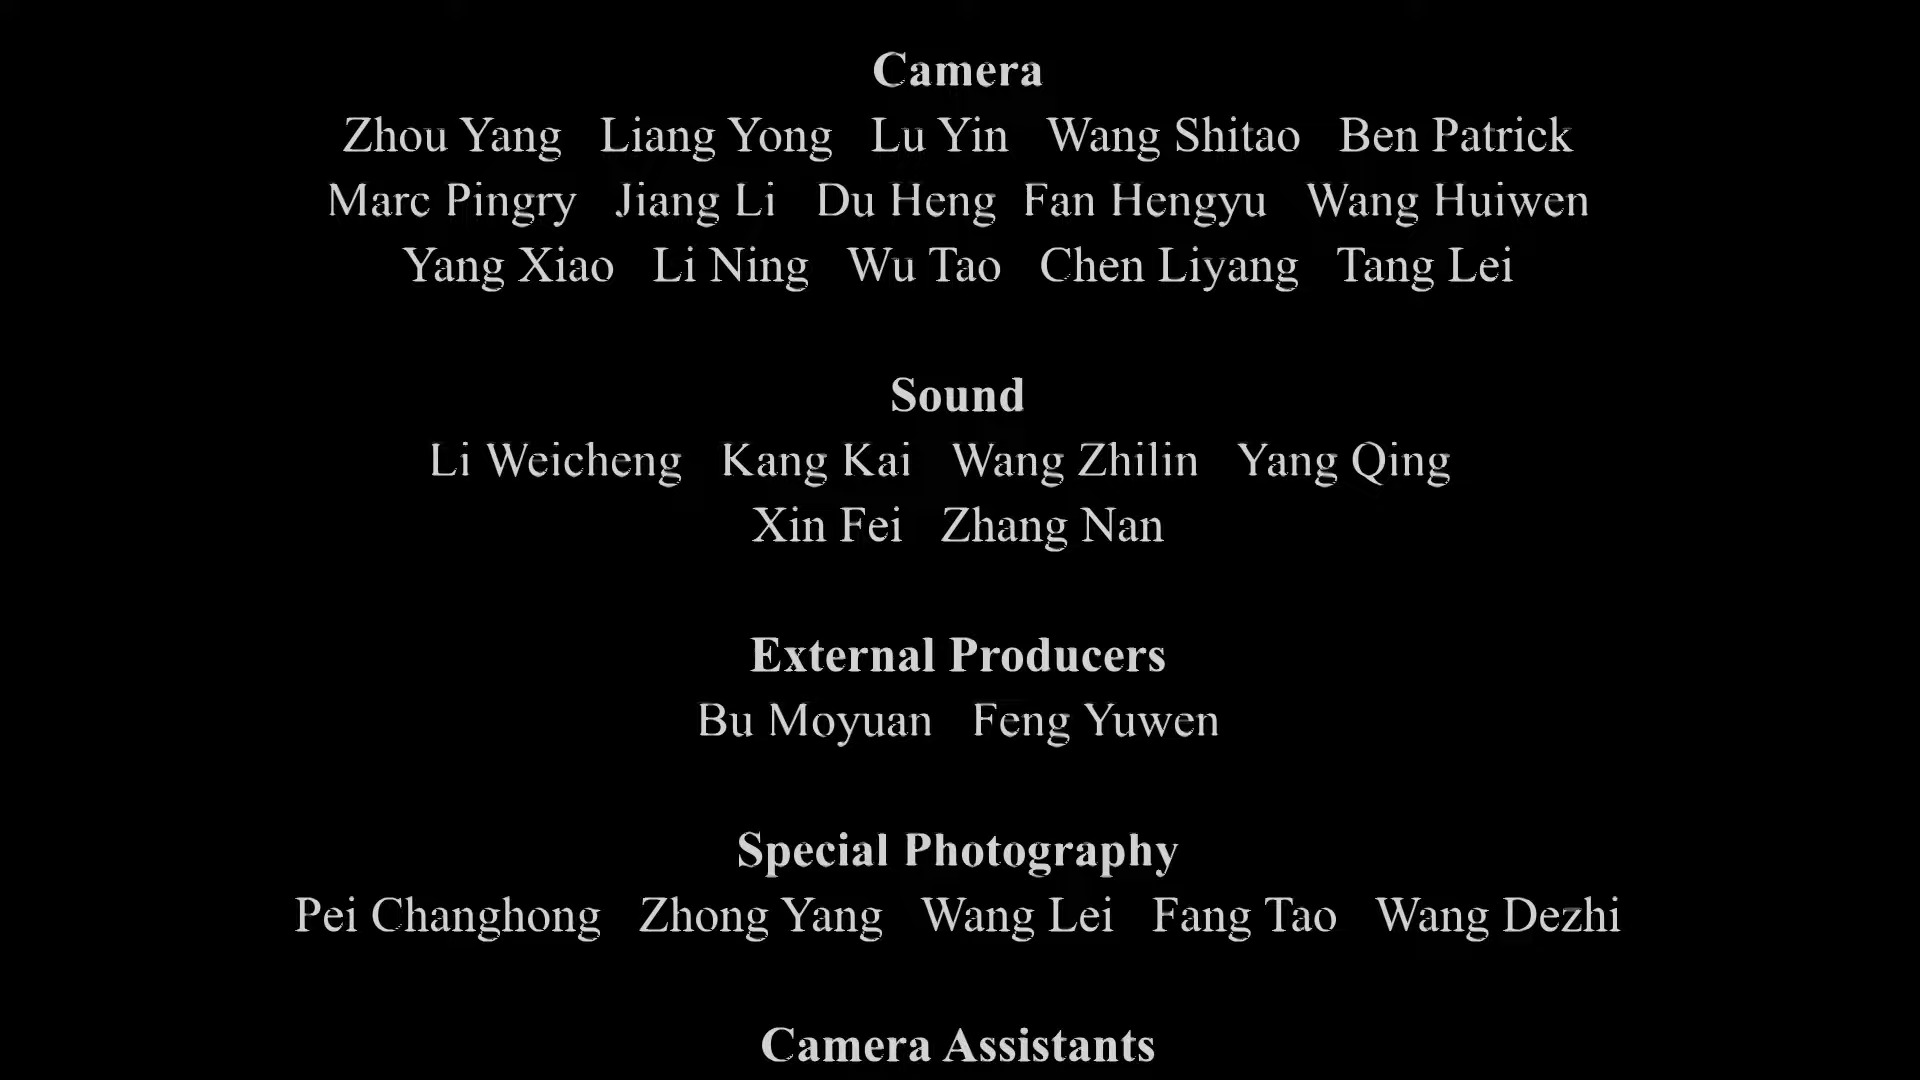 Camera
Zhou Yang Liang Yong Lu Yin Wang Shitao Ben Patrick
Marc Pingry Jiang Li Du Heng Fan Hengyu Wang Huiwen
Yang Xiao Li Ning Wu Tao Chen Liyang Tang Lei
Sound
Li Weicheng Kang Kai Wang Zhilin Yang Qing
Xin Fei Zhang Nan
External Producers
Bu Moyuan Feng Yuwen
Special Photography
Pei Changhong Zhong Yang Wang Lei Fang Tao Wang Dezhi
Camera Assistants